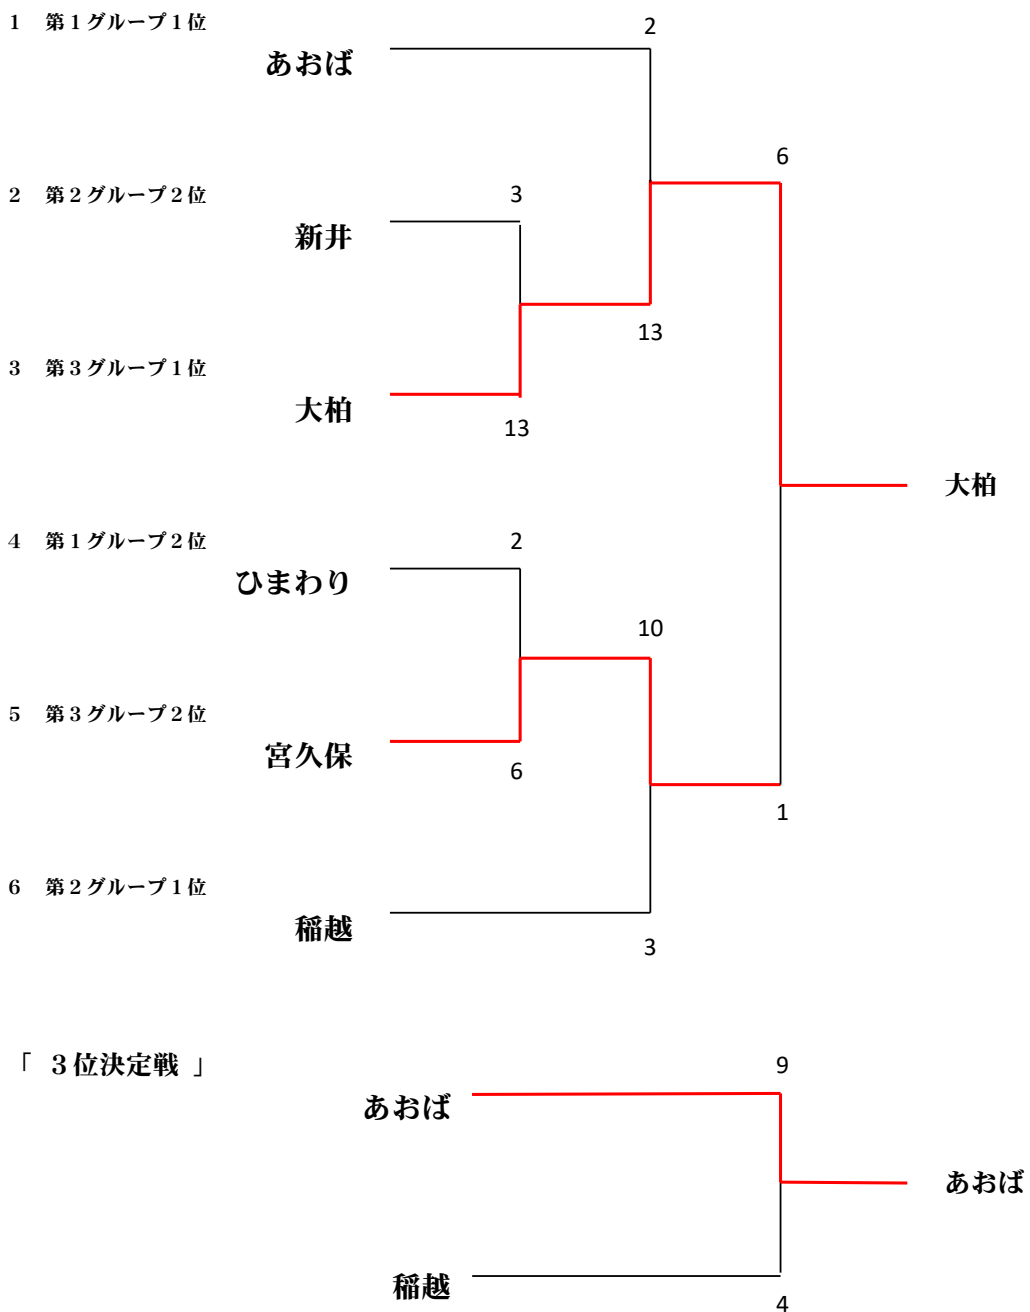 1 第1グループ1位
2
あおば
6
2 第2グループ2位
3
新井
13
3 第3グループ1位
大柏
13
大柏
4 第1グループ2位
2
ひまわり
10
5 第3グループ2位
宮久保
6
1
6 第2グループ1位
稲越
3
「 3位決定戦 」
9
あおば
あおば
稲越
4